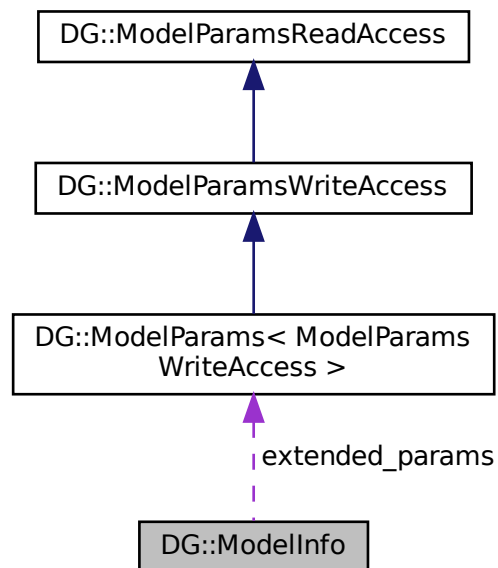 DG::ModelParamsReadAccess
DG::ModelParamsWriteAccess
DG::ModelParams< ModelParams
WriteAccess >
extended_params
DG::ModelInfo